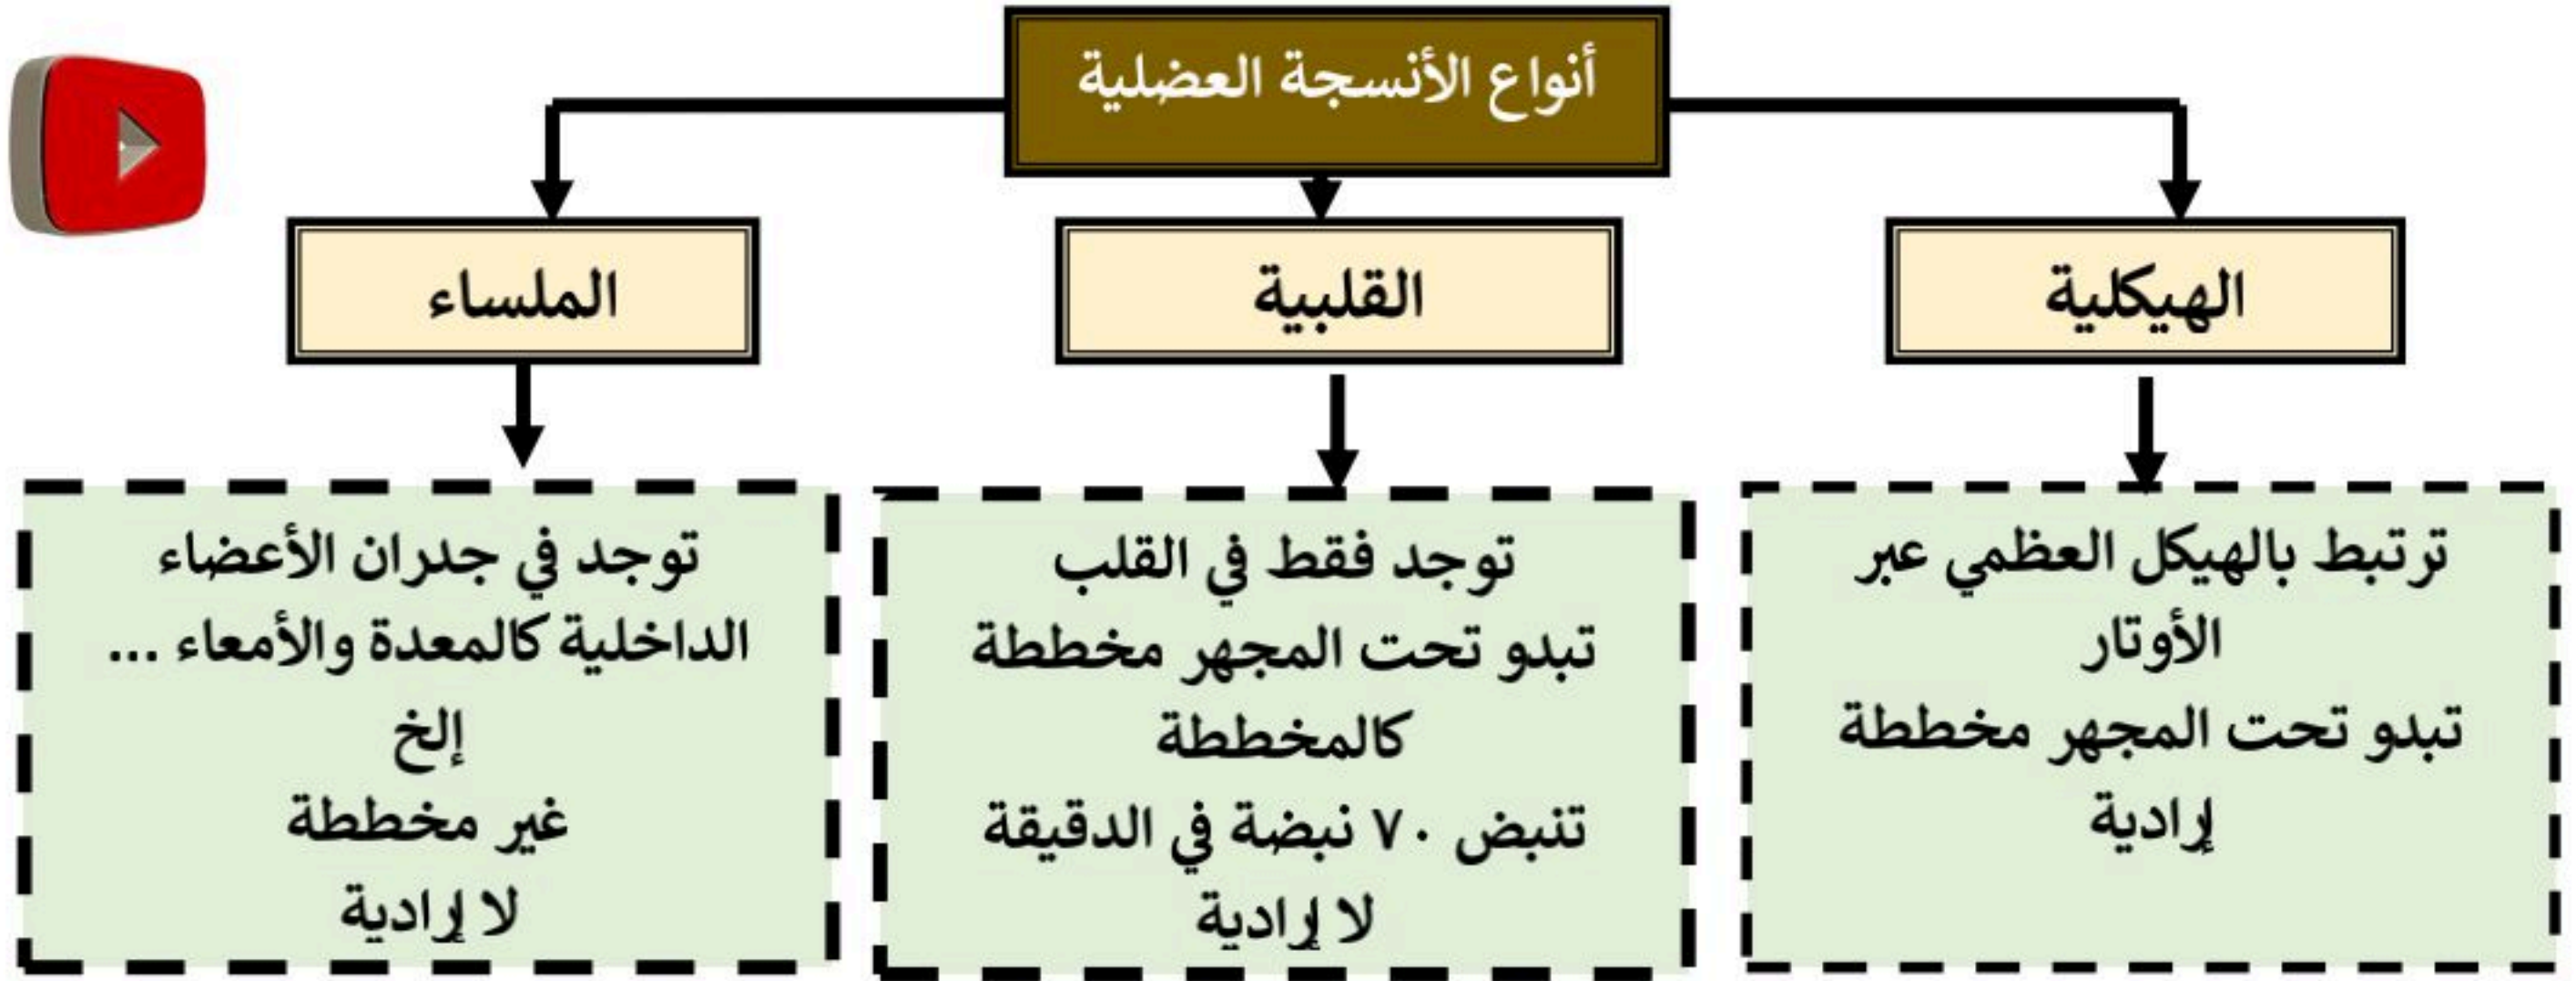 أنواع الأنسجة العضلية
الهيكلية
القلبية
الملساء
ترتبط بالهيكل العظمي عبر
الأوتار
تبدو تحت المجهر مخططة
إرادية
توجد فقط في القلب
تبدو تحت المجهر مخططة
كالمخططة
تنبض ٧٠ نبضة في الدقيقة
لا إرادية
توجد في جدران الأعضاء
الداخلية كالمعدة والأمعاء ...
إلخ
غير مخططة
لا إرادية